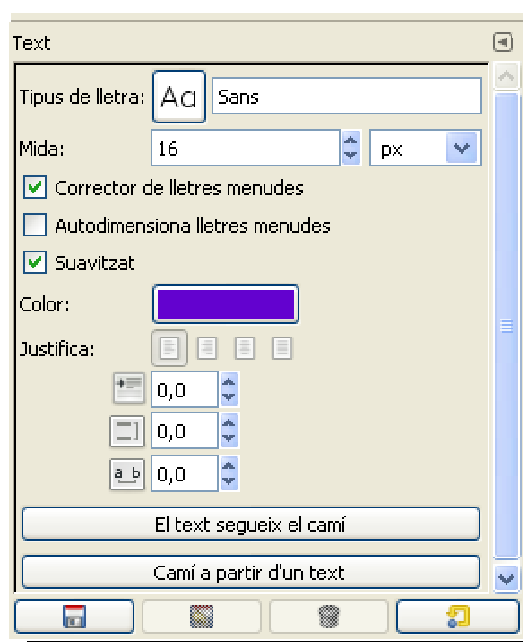 Text
Tipus de lletra: Aa Sans
Mida: 16 px
Corrector de lletres menudes
Autodimensiona lletres menudes
Suavitzat
Color:
Justifica:
0,0
0,0
a_b 0,0
El text segueix el camí
Camí a partir d'un text